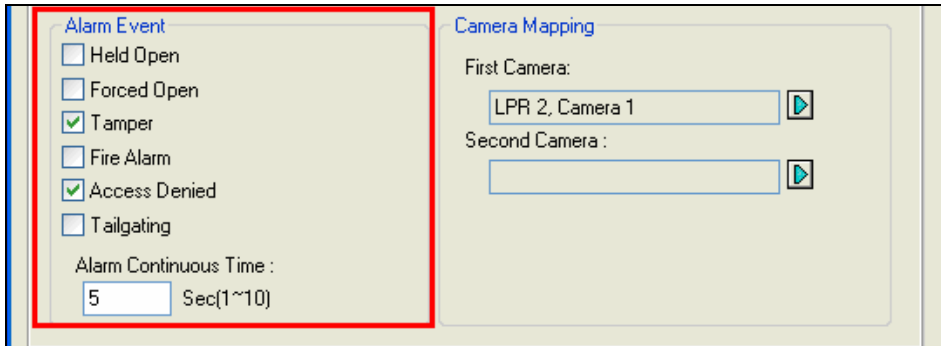 Alarm Event
Held Open
Forced Open
Tamper
Fire Alarm
Access Denied
Tailgating
Alarm Continuous Time :
5 Sec(1~10)
Camera Mapping
First Camera:
LPR 2, Camera 1
Second Camera :